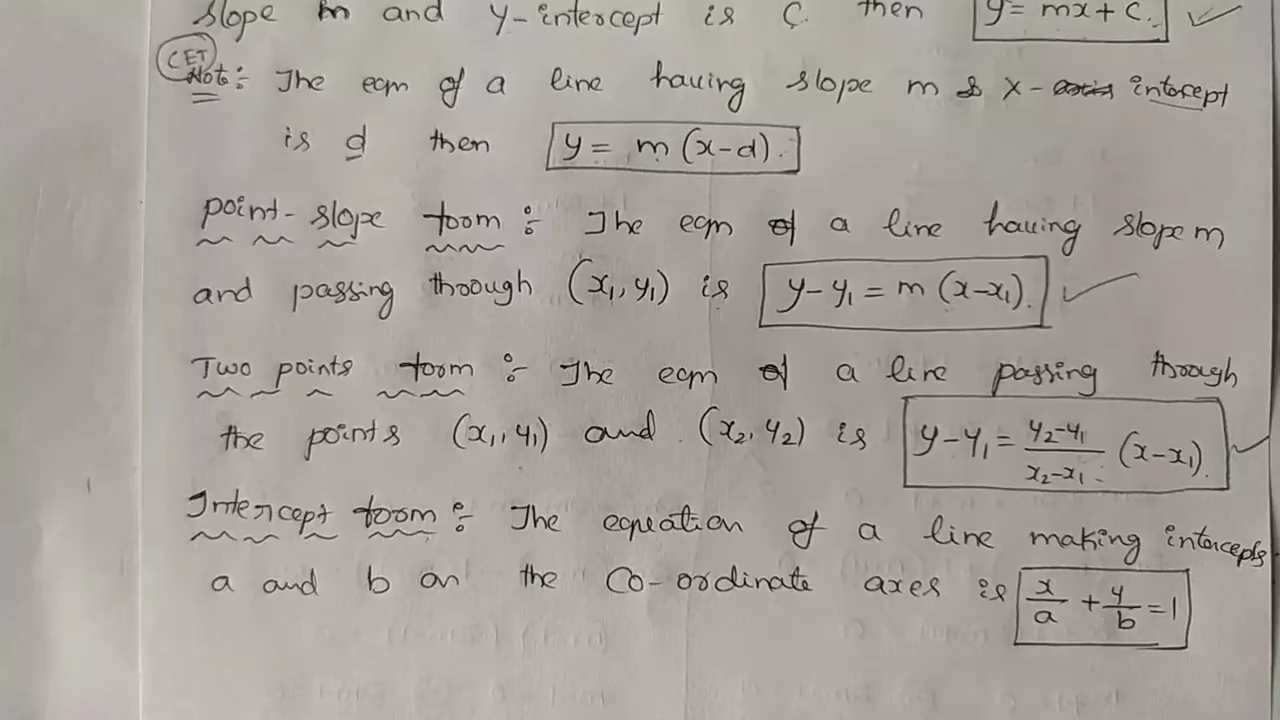 slope m and y-intercept is C. then y = mx + c.
CET
Note:- The eqn of a line having slope m & x-axis intercept
is d then y = m (x-d).
point-slope form :- The eqn of a line having slope m
and passing through (x₁, y₁) is y-y₁ = m (x-x₁).
Two points form :- The eqn of a line passing through
the points (x₁, y₁) and (x₂, y₂) is y-y₁ = y₂-y₁/x₂-x₁ (x-x₁).
Intercept form :- The equation of a line making intercepts
a and b on the co-ordinate axes is x/a + y/b = 1